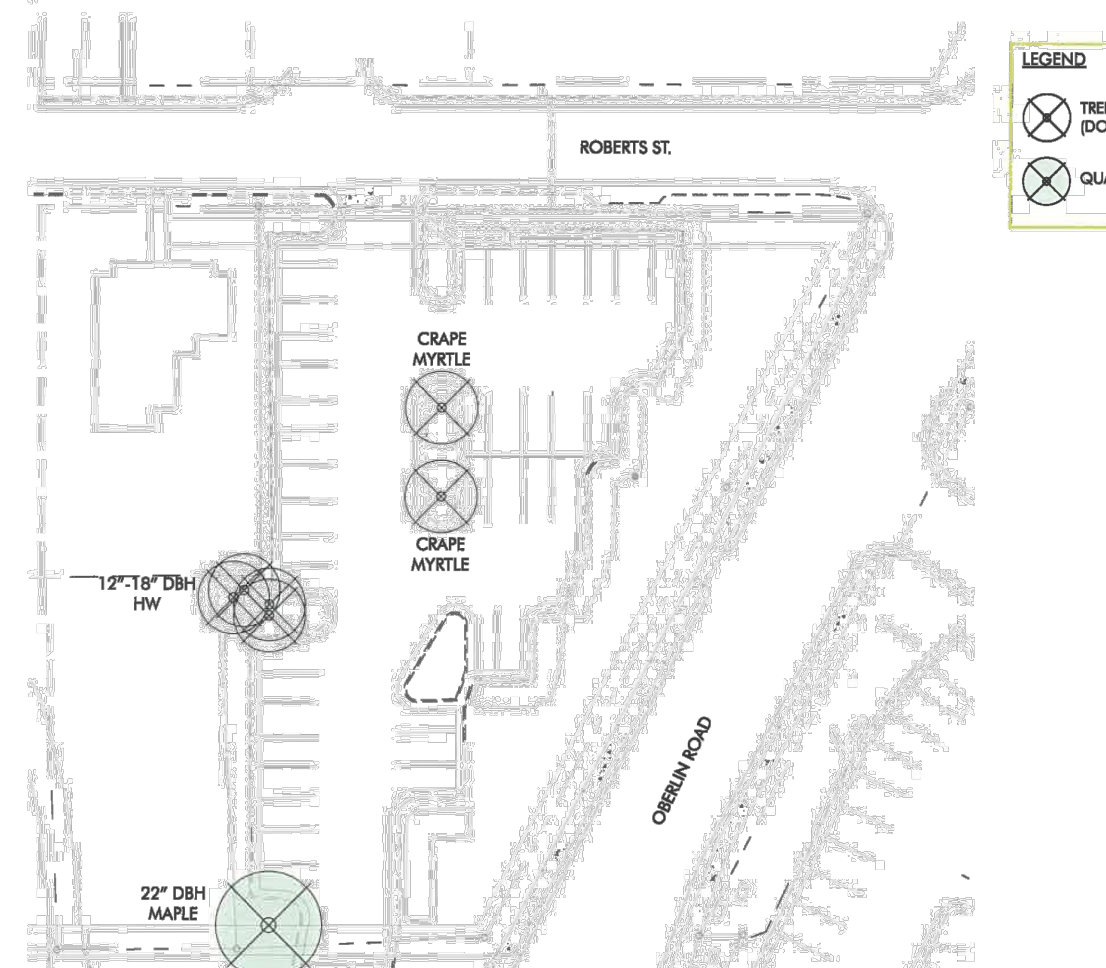 LEGEND
ROBERTS ST.
CRAPE
MYRTLE
CRAPE
MYRTLE
12"-18" DBH
HW
OBERLIN ROAD
22" DBH
MAPLE